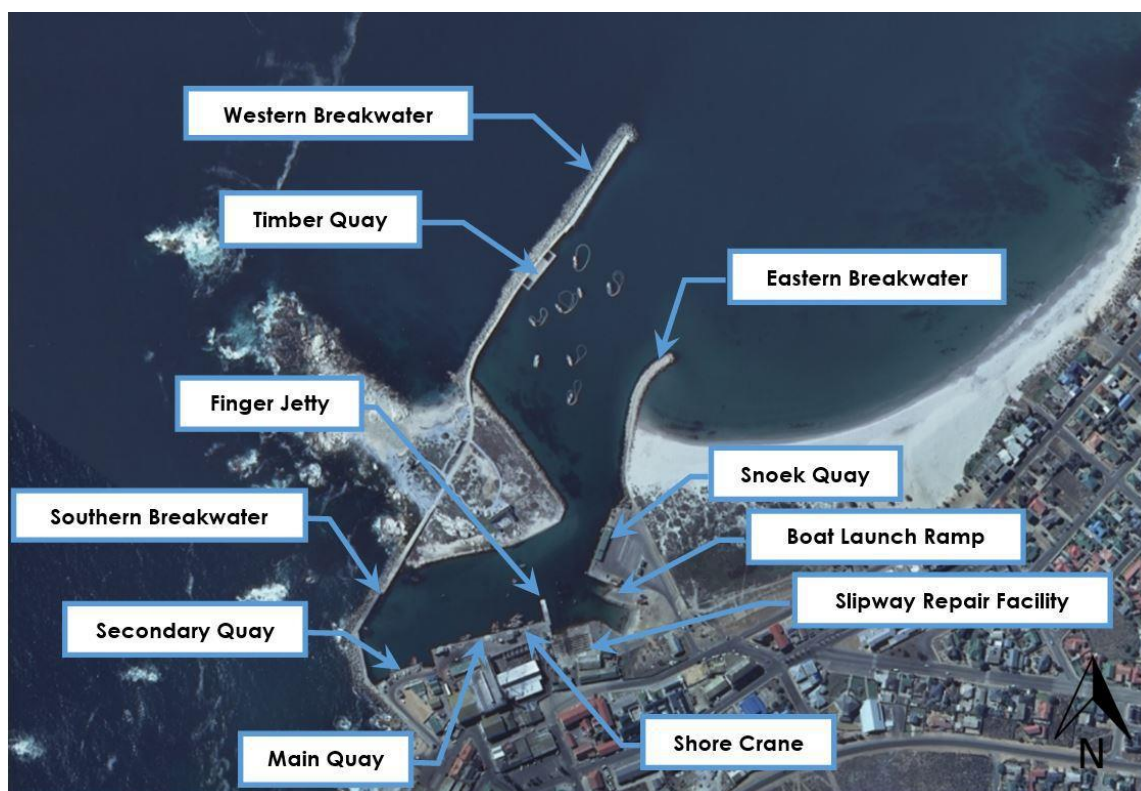 Western Breakwater
Timber Quay
Eastern Breakwater
Finger Jetty
Snoek Quay
Southern Breakwater
Boat Launch Ramp
Slipway Repair Facility
Secondary Quay
Main Quay
Shore Crane
N